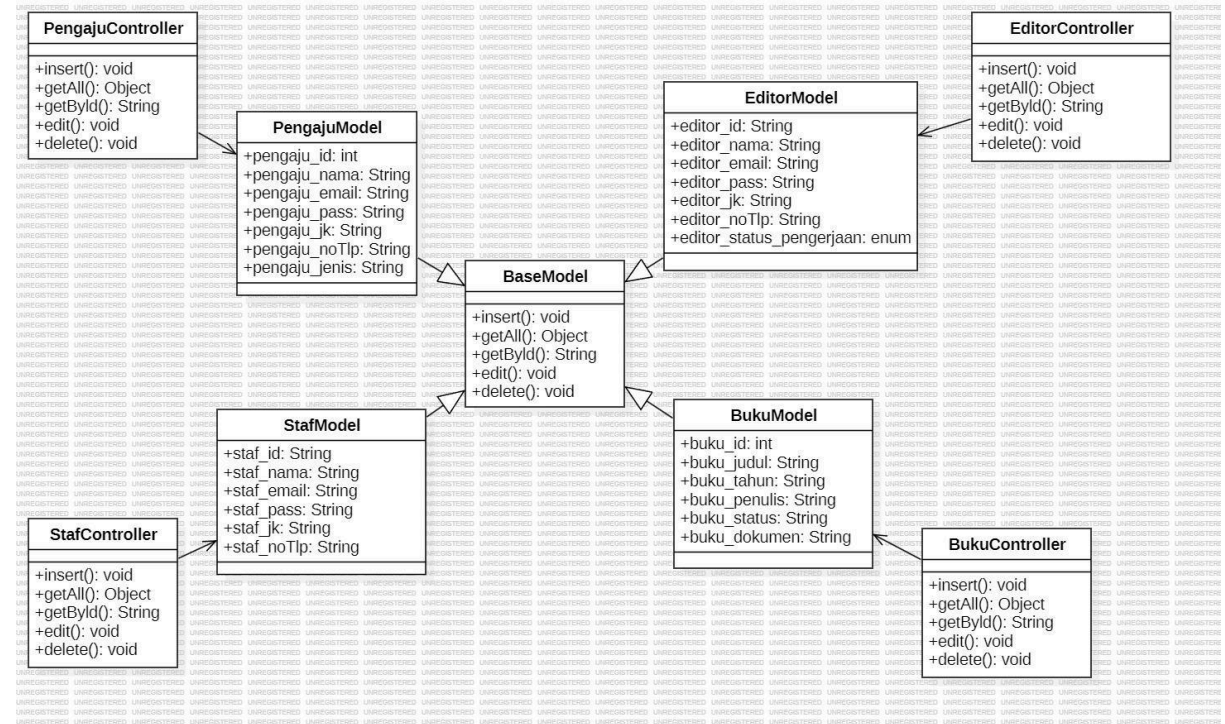 PengajuController
+insert(): void
+getAll(): Object
+getById(): String
+edit(): void
+delete(): void
EditorController
+insert(): void
+getAll(): Object
+getById(): String
+edit(): void
+delete(): void
PengajuModel
+pengaju_id: int
+pengaju_nama: String
+pengaju_email: String
+pengaju_pass: String
+pengaju_jk: String
+pengaju_noTlp: String
+pengaju_jenis: String
EditorModel
+editor_id: String
+editor_nama: String
+editor_email: String
+editor_pass: String
+editor_jk: String
+editor_noTlp: String
+editor_status_pengerjaan: enum
BaseModel
+insert(): void
+getAll(): Object
+getById(): String
+edit(): void
+delete(): void
StafModel
+staf_id: String
+staf_nama: String
+staf_email: String
+staf_pass: String
+staf_jk: String
+staf_noTlp: String
BukuModel
+buku_id: int
+buku_judul: String
+buku_tahun: String
+buku_penulis: String
+buku_status: String
+buku_dokumen: String
StafController
+insert(): void
+getAll(): Object
+getById(): String
+edit(): void
+delete(): void
BukuController
+insert(): void
+getAll(): Object
+getById(): String
+edit(): void
+delete(): void
UNREGISTERED